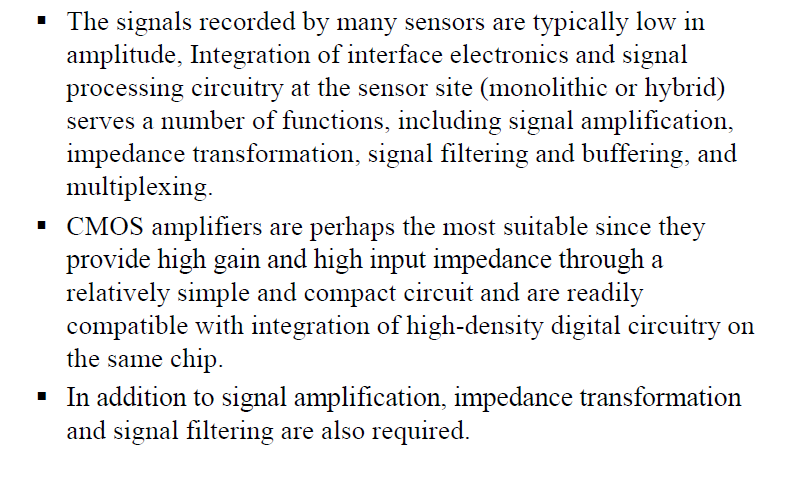 ▪ The signals recorded by many sensors are typically low in
amplitude, Integration of interface electronics and signal
processing circuitry at the sensor site (monolithic or hybrid)
serves a number of functions, including signal amplification,
impedance transformation, signal filtering and buffering, and
multiplexing.
▪ CMOS amplifiers are perhaps the most suitable since they
provide high gain and high input impedance through a
relatively simple and compact circuit and are readily
compatible with integration of high-density digital circuitry on
the same chip.
▪ In addition to signal amplification, impedance transformation
and signal filtering are also required.